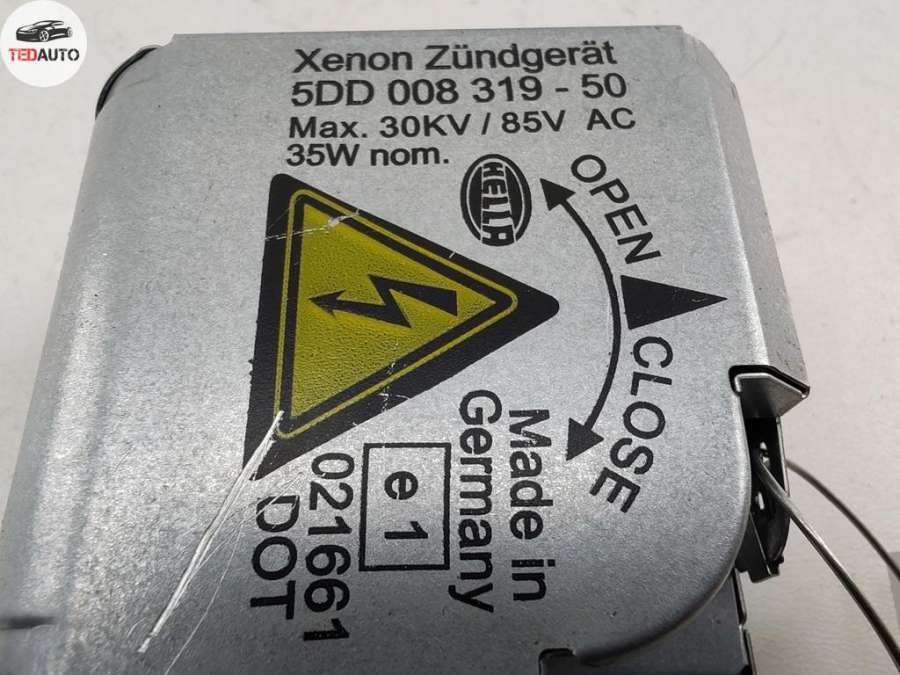 TEDAUTO
Xenon Zündgerät
5DD 008 319 - 50
Max. 30KV / 85V AC
35W nom.
HELLA
OPEN
CLOSE
Made in
Germany
e 1
021661
DOT